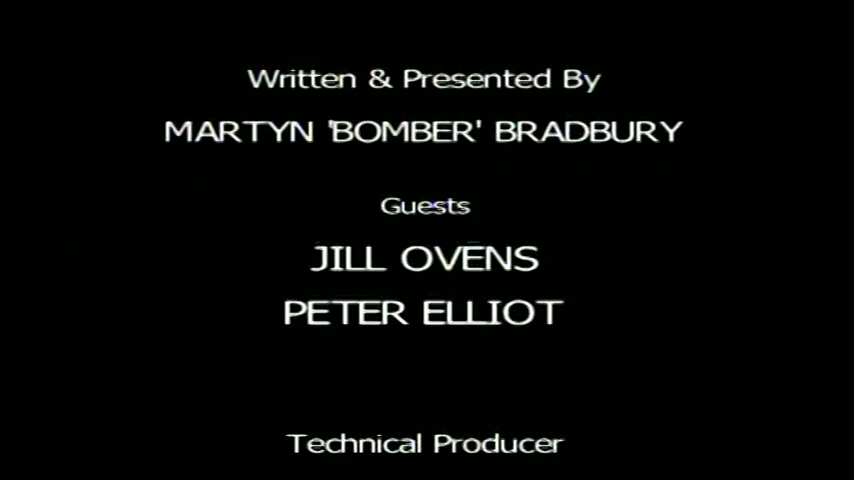 Written & Presented By
MARTYN 'BOMBER' BRADBURY
Guests
JILL OVENS
PETER ELLIOT
Technical Producer